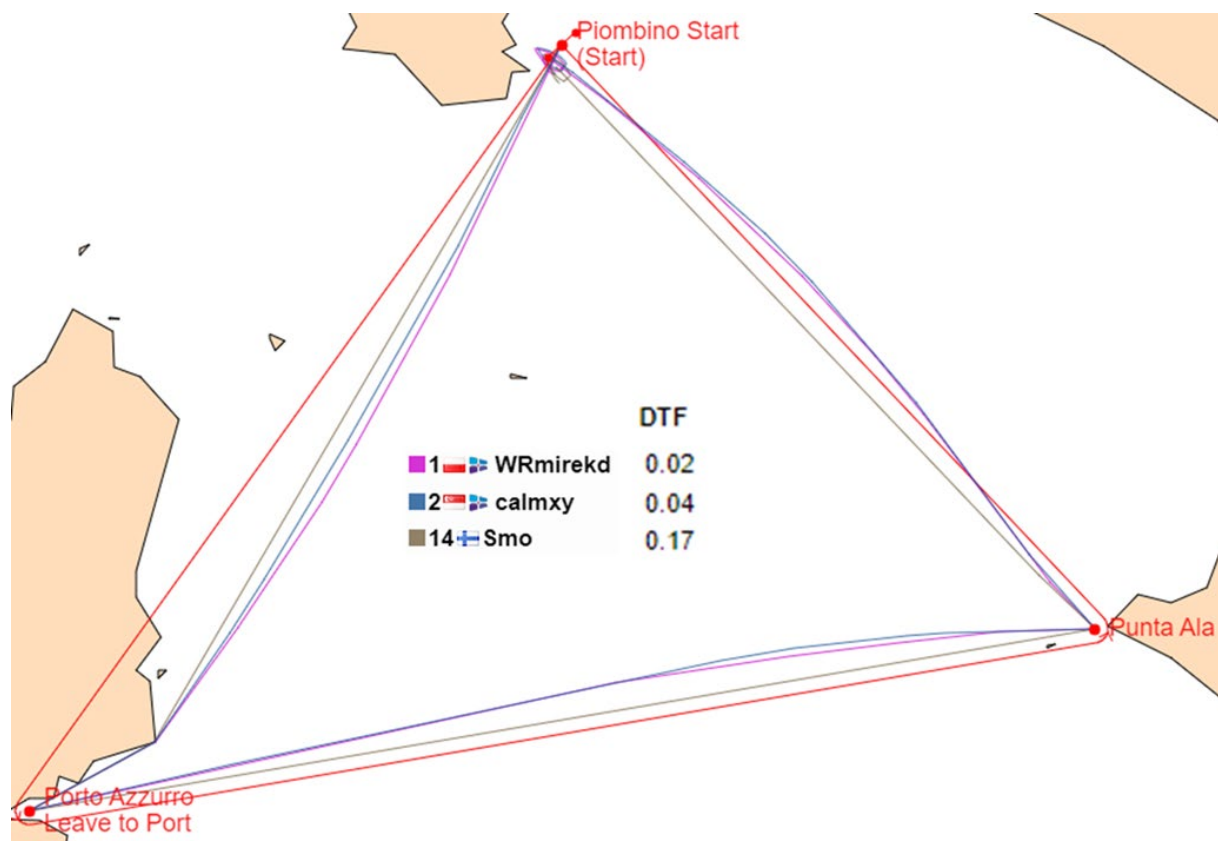 Piombino Start
(Start)
DTF
1 WRmirekd 0.02
2 calmxy 0.04
14 Smo 0.17
Punta Ala
Porto Azzurro
Leave to Port